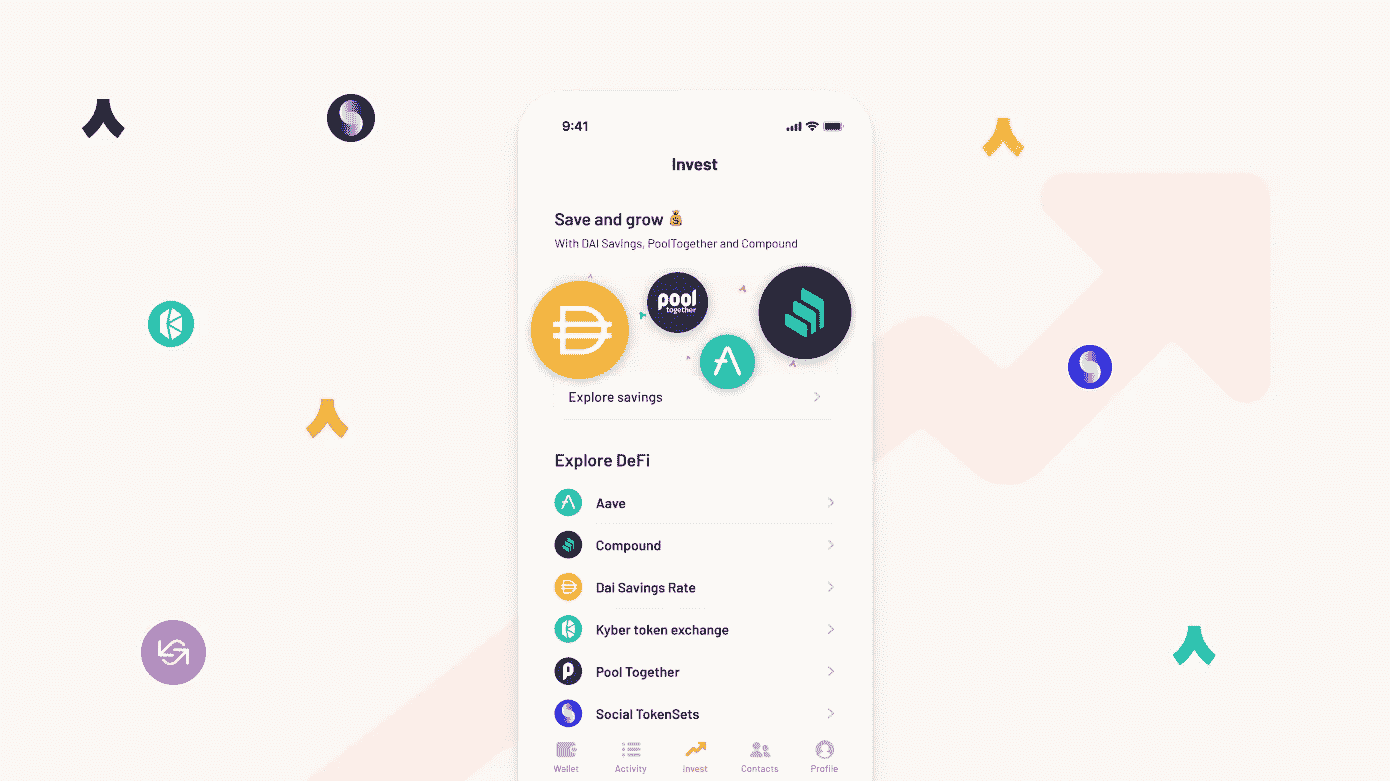 9:41
Invest
Save and grow 💰
With DAI Savings, PoolTogether and Compound
pool
together
Explore savings
Explore DeFi
Aave
Compound
Dai Savings Rate
Kyber token exchange
Pool Together
Social TokenSets
Wallet Activity Invest Contacts Profile